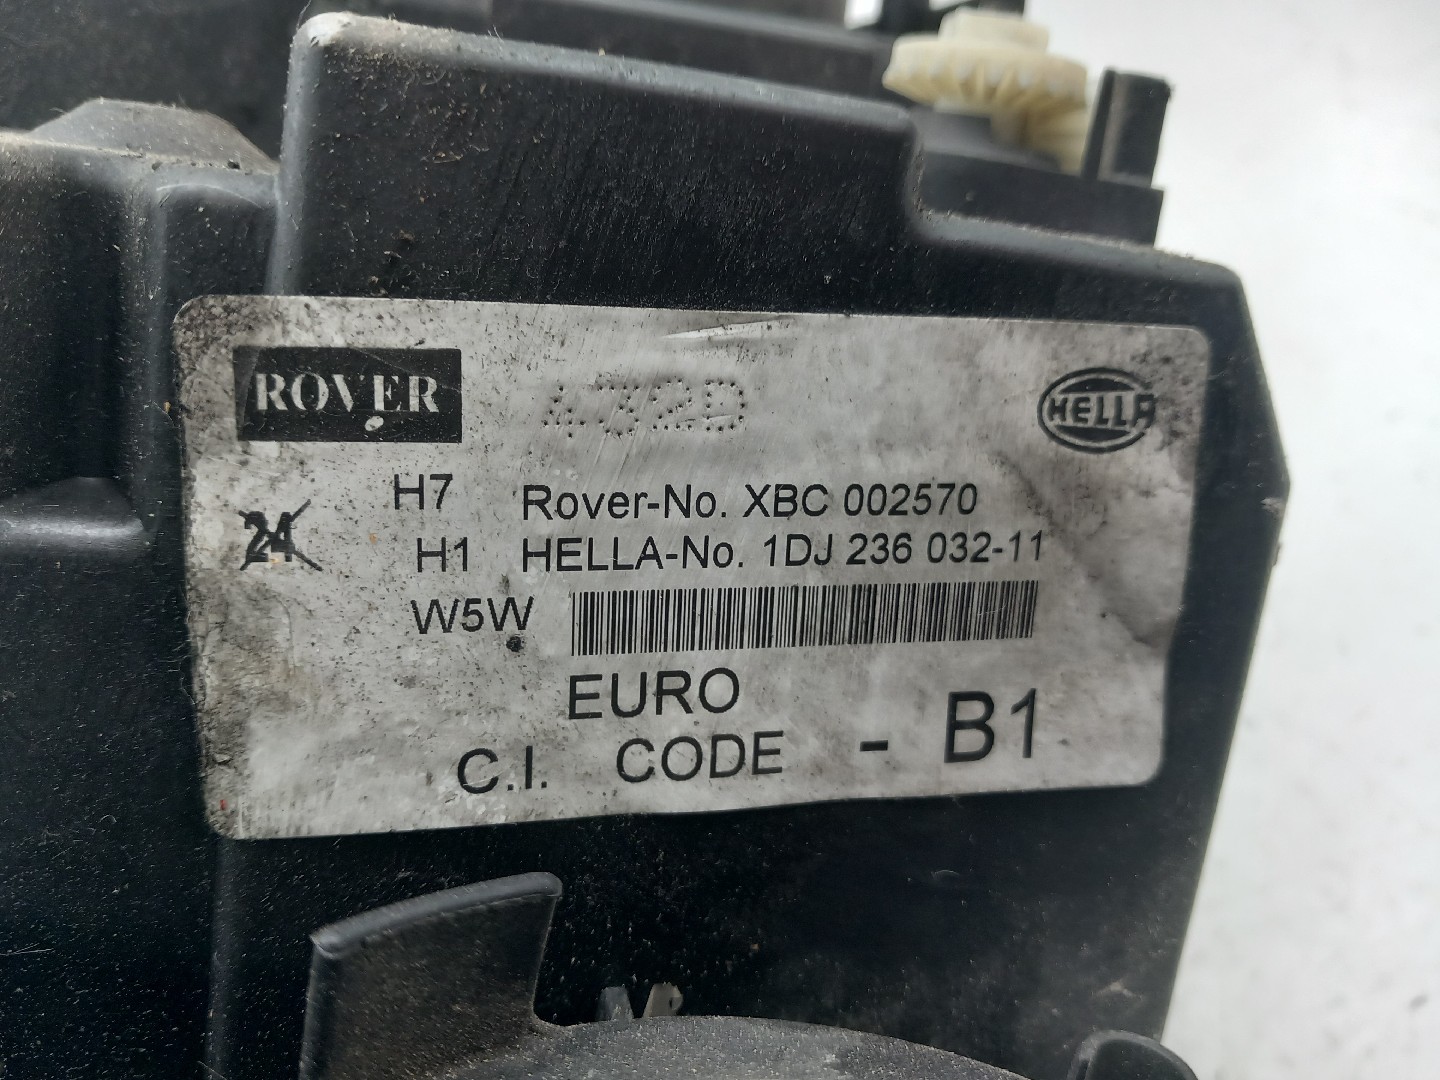 ROVER
432D
HELLA
H7 Rover-No. XBC 002570
24
H1 HELLA-No. 1DJ 236 032-11
W5W
EURO
C.I. CODE - B1